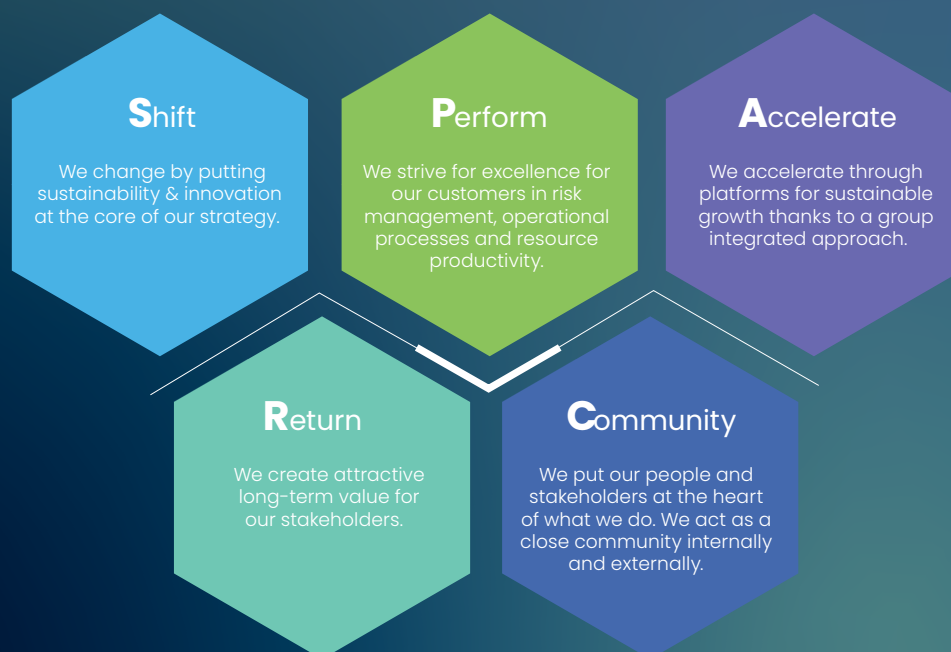 Shift
We change by putting
sustainability & innovation
at the core of our strategy.
Perform
We strive for excellence for
our customers in risk
management, operational
processes and resource
productivity.
Accelerate
We accelerate through
platforms for sustainable
growth thanks to a group
integrated approach.
Return
We create attractive
long-term value for
our stakeholders.
Community
We put our people and
stakeholders at the heart
of what we do. We act as a
close community internally
and externally.